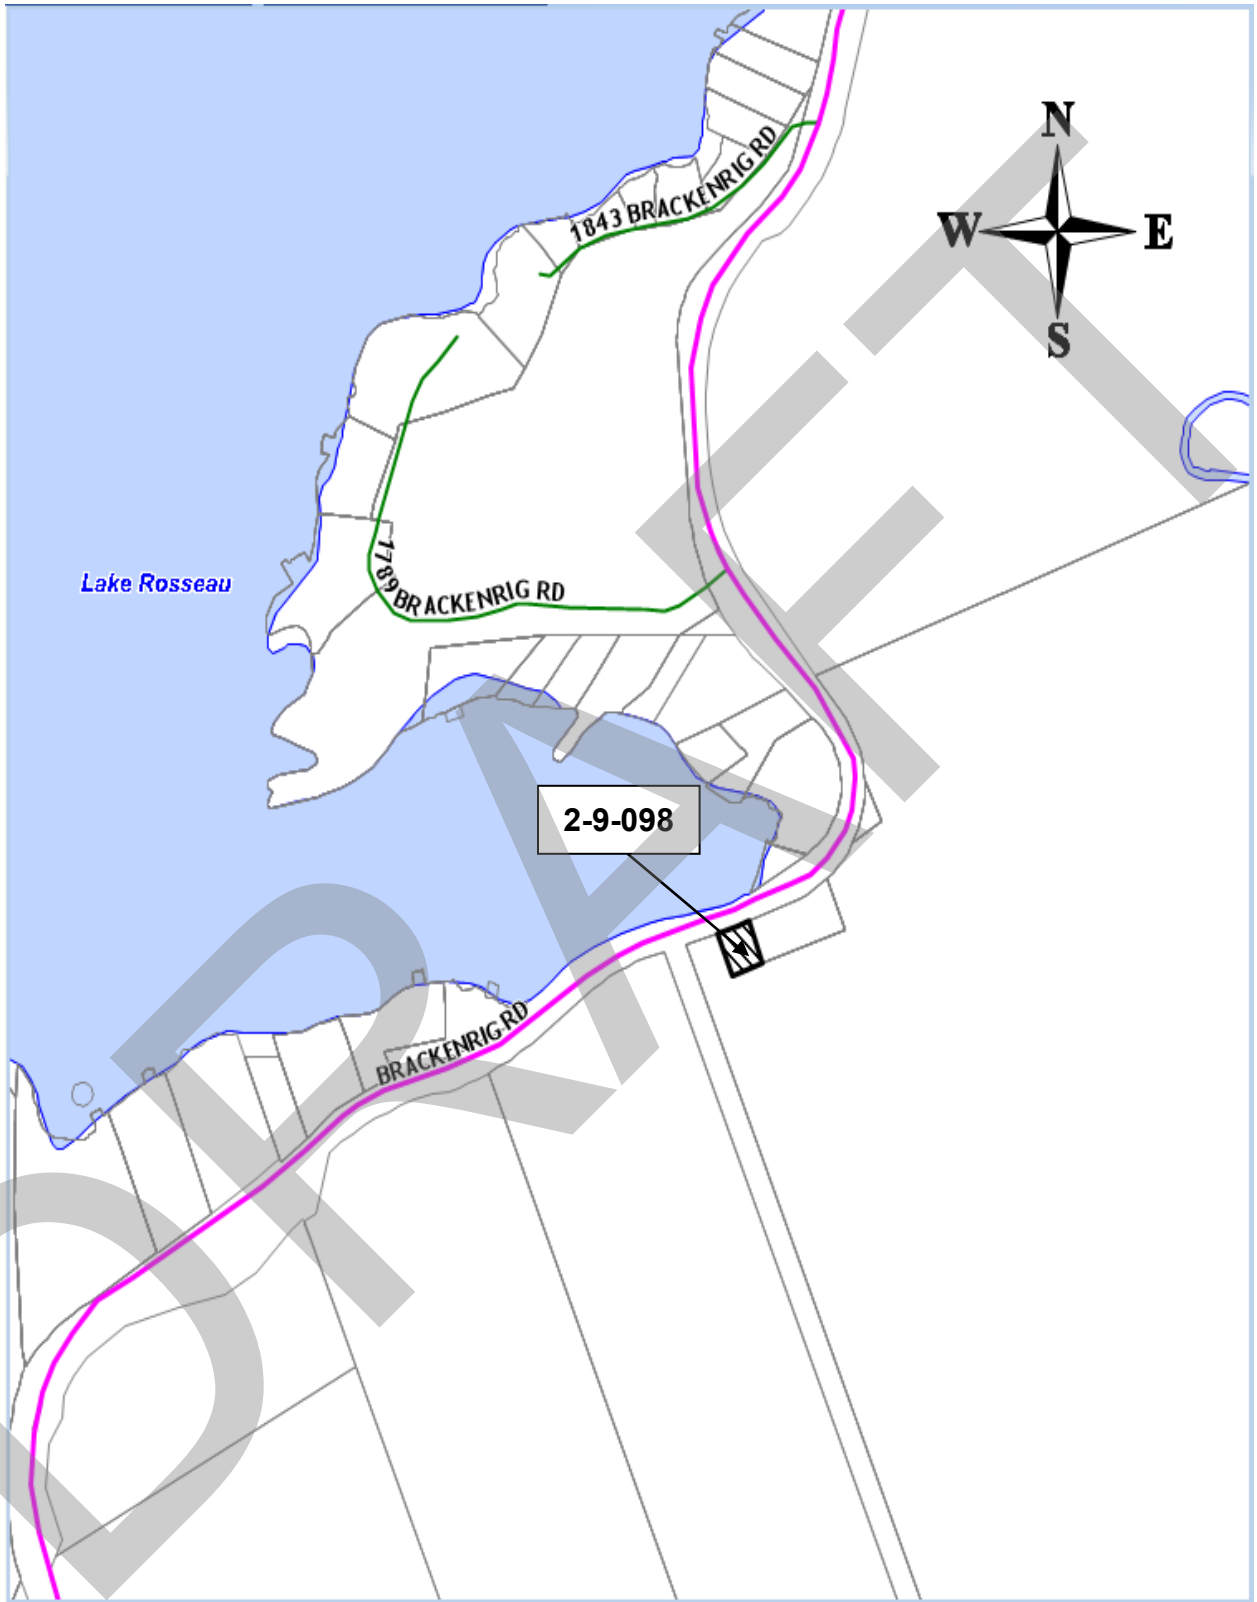 N
W E
S
1843 BRACKENRIG RD
Lake Rosseau
1789 BRACKENRIG RD
2-9-098
BRACKENRIG RD
DRAFT